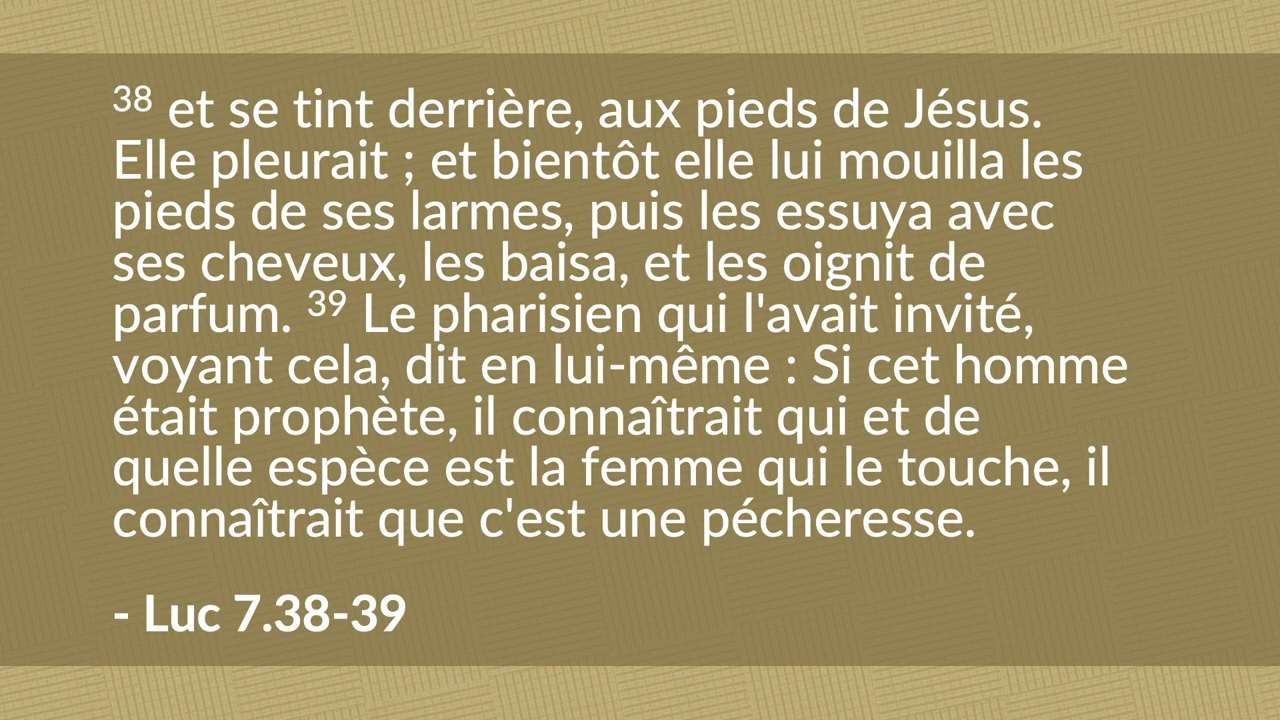 38 et se tint derrière, aux pieds de Jésus.
Elle pleurait ; et bientôt elle lui mouilla les
pieds de ses larmes, puis les essuya avec
ses cheveux, les baisa, et les oignit de
parfum. 39 Le pharisien qui l'avait invité,
voyant cela, dit en lui-même : Si cet homme
était prophète, il connaîtrait qui et de
quelle espèce est la femme qui le touche, il
connaîtrait que c'est une pécheresse.
- Luc 7.38-39